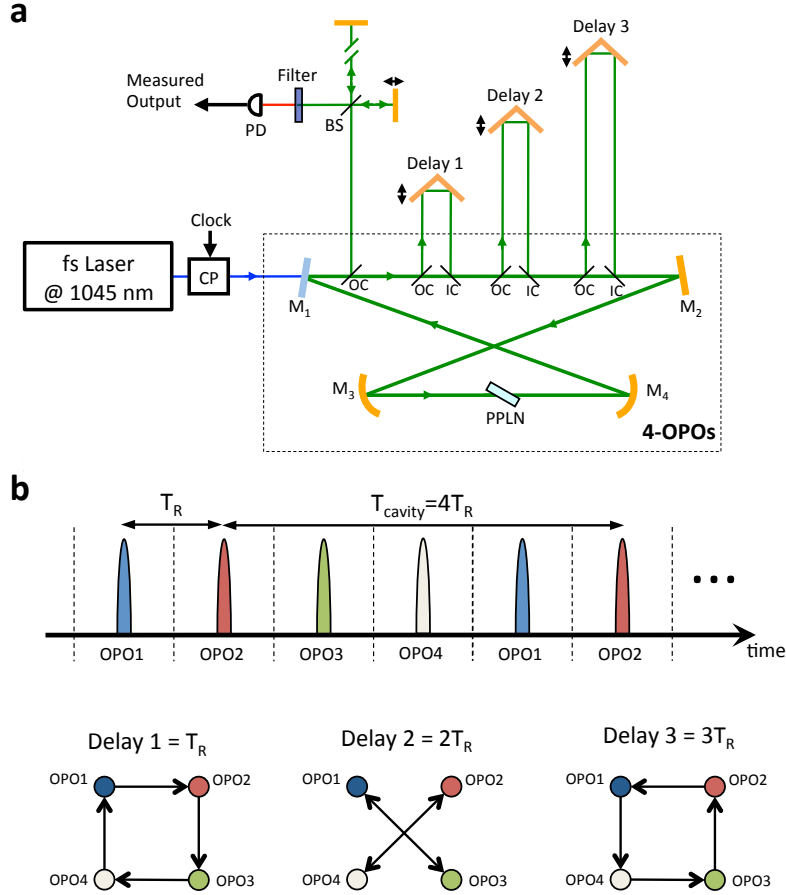 a
Delay 3
Measured
Output
Filter
PD
BS
Delay 2
Delay 1
Clock
fs Laser
@ 1045 nm
CP
M1
OC
OC
IC
OC
IC
OC
IC
M2
M3
PPLN
M4
4-OPOs
b
TR
Tcavity=4TR
...
time
OPO1
OPO2
OPO3
OPO4
OPO1
OPO2
Delay 1 = TR
Delay 2 = 2TR
Delay 3 = 3TR
OPO1
OPO2
OPO1
OPO2
OPO1
OPO2
OPO4
OPO3
OPO4
OPO3
OPO4
OPO3